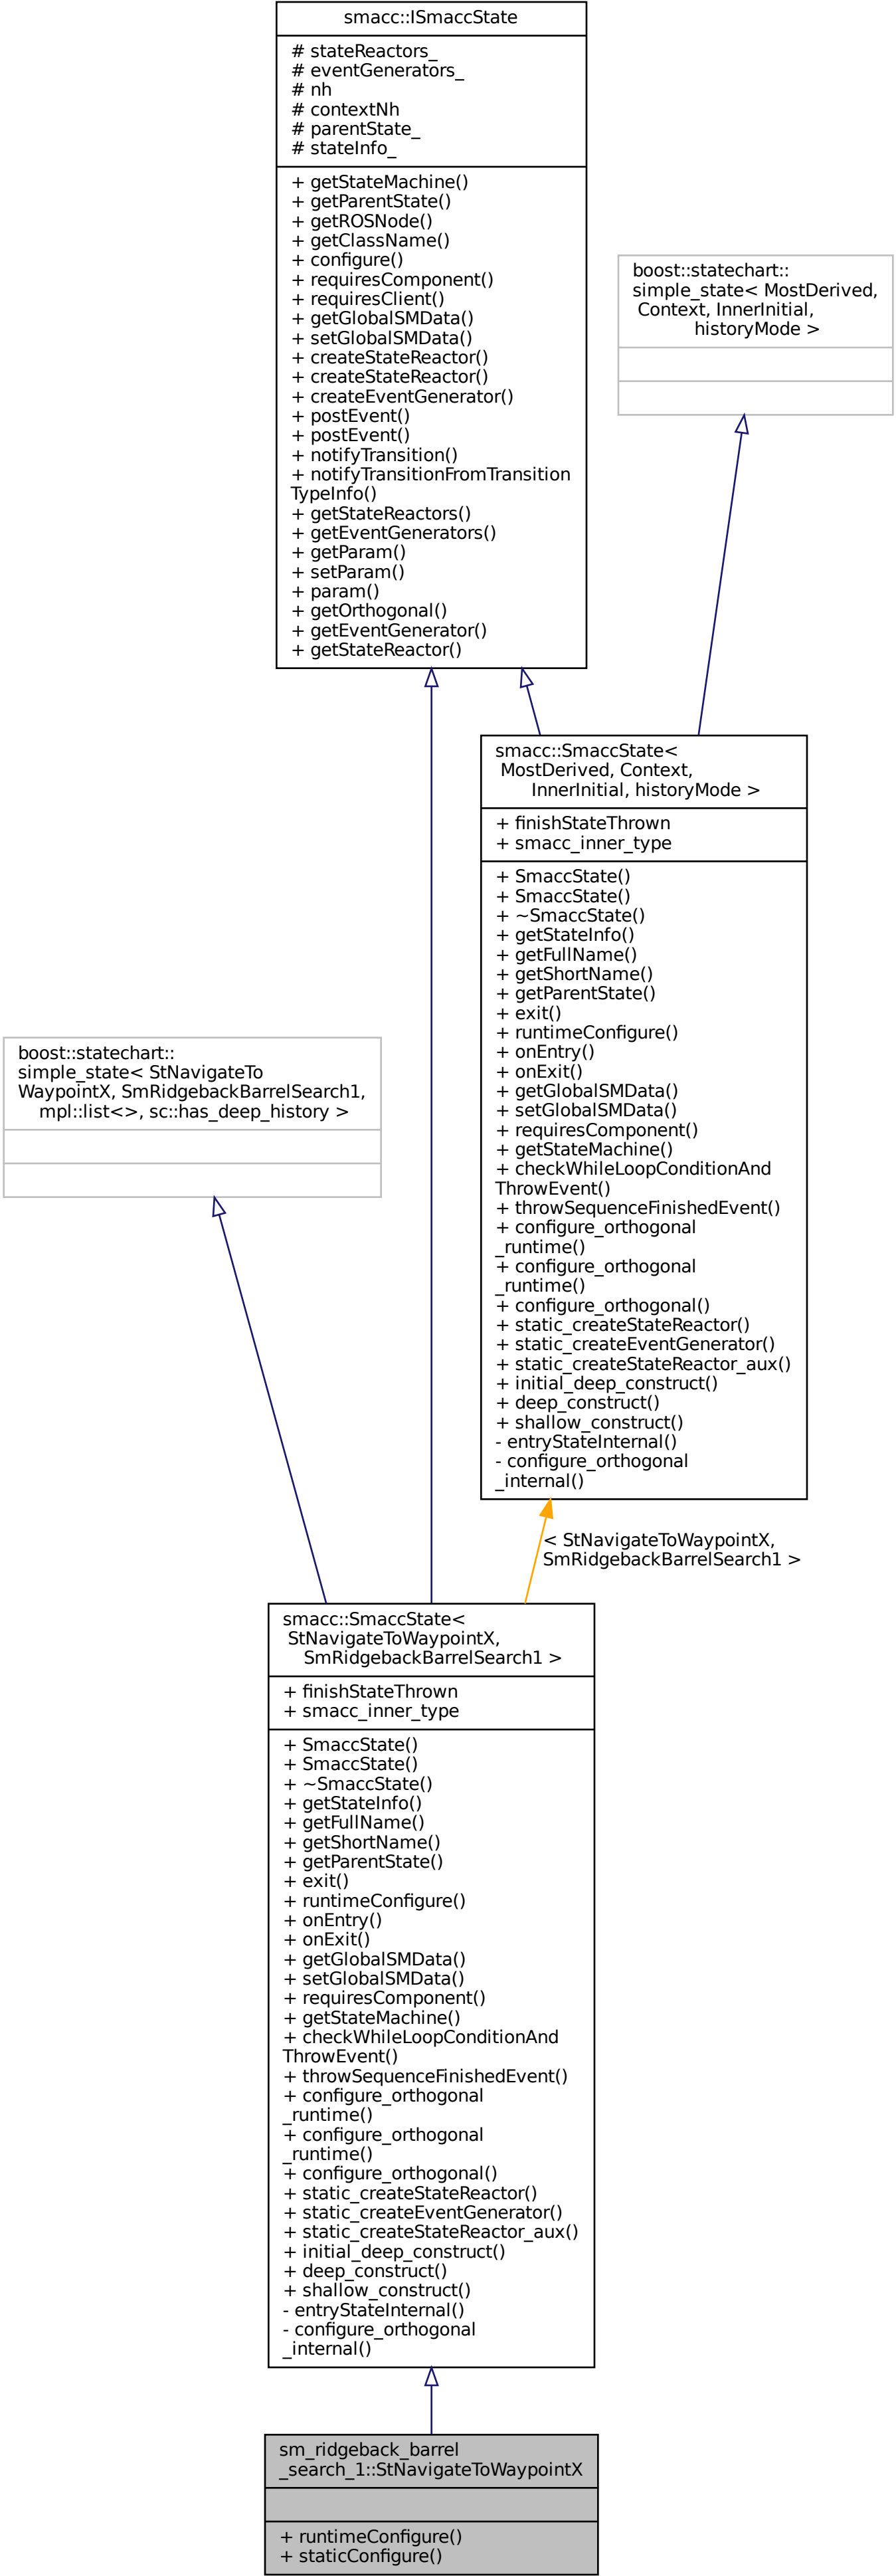 smacc::ISmaccState
# stateReactors_
# eventGenerators_
# nh
# contextNh
# parentState_
# stateInfo_
+ getStateMachine()
+ getParentState()
+ getROSNode()
+ getClassName()
+ configure()
+ requiresComponent()
+ requiresClient()
+ getGlobalSMData()
+ setGlobalSMData()
+ createStateReactor()
+ createStateReactor()
+ createEventGenerator()
+ postEvent()
+ postEvent()
+ notifyTransition()
+ notifyTransitionFromTransition
TypeInfo()
+ getStateReactors()
+ getEventGenerators()
+ getParam()
+ setParam()
+ param()
+ getOrthogonal()
+ getEventGenerator()
+ getStateReactor()
boost::statechart::
simple_state< MostDerived,
Context, InnerInitial,
historyMode >
smacc::SmaccState<
MostDerived, Context,
InnerInitial, historyMode >
+ finishStateThrown
+ smacc_inner_type
+ SmaccState()
+ SmaccState()
+ ~SmaccState()
+ getStateInfo()
+ getFullName()
+ getShortName()
+ getParentState()
+ exit()
+ runtimeConfigure()
+ onEntry()
+ onExit()
+ getGlobalSMData()
+ setGlobalSMData()
+ requiresComponent()
+ getStateMachine()
+ checkWhileLoopConditionAnd
ThrowEvent()
+ throwSequenceFinishedEvent()
+ configure_orthogonal
_runtime()
+ configure_orthogonal
_runtime()
+ configure_orthogonal()
+ static_createStateReactor()
+ static_createEventGenerator()
+ static_createStateReactor_aux()
+ initial_deep_construct()
+ deep_construct()
+ shallow_construct()
- entryStateInternal()
- configure_orthogonal
_internal()
boost::statechart::
simple_state< StNavigateTo
WaypointX, SmRidgebackBarrelSearch1,
mpl::list<>, sc::has_deep_history >
< StNavigateToWaypointX,
SmRidgebackBarrelSearch1 >
smacc::SmaccState<
StNavigateToWaypointX,
SmRidgebackBarrelSearch1 >
+ finishStateThrown
+ smacc_inner_type
+ SmaccState()
+ SmaccState()
+ ~SmaccState()
+ getStateInfo()
+ getFullName()
+ getShortName()
+ getParentState()
+ exit()
+ runtimeConfigure()
+ onEntry()
+ onExit()
+ getGlobalSMData()
+ setGlobalSMData()
+ requiresComponent()
+ getStateMachine()
+ checkWhileLoopConditionAnd
ThrowEvent()
+ throwSequenceFinishedEvent()
+ configure_orthogonal
_runtime()
+ configure_orthogonal
_runtime()
+ configure_orthogonal()
+ static_createStateReactor()
+ static_createEventGenerator()
+ static_createStateReactor_aux()
+ initial_deep_construct()
+ deep_construct()
+ shallow_construct()
- entryStateInternal()
- configure_orthogonal
_internal()
sm_ridgeback_barrel
_search_1::StNavigateToWaypointX
+ runtimeConfigure()
+ staticConfigure()